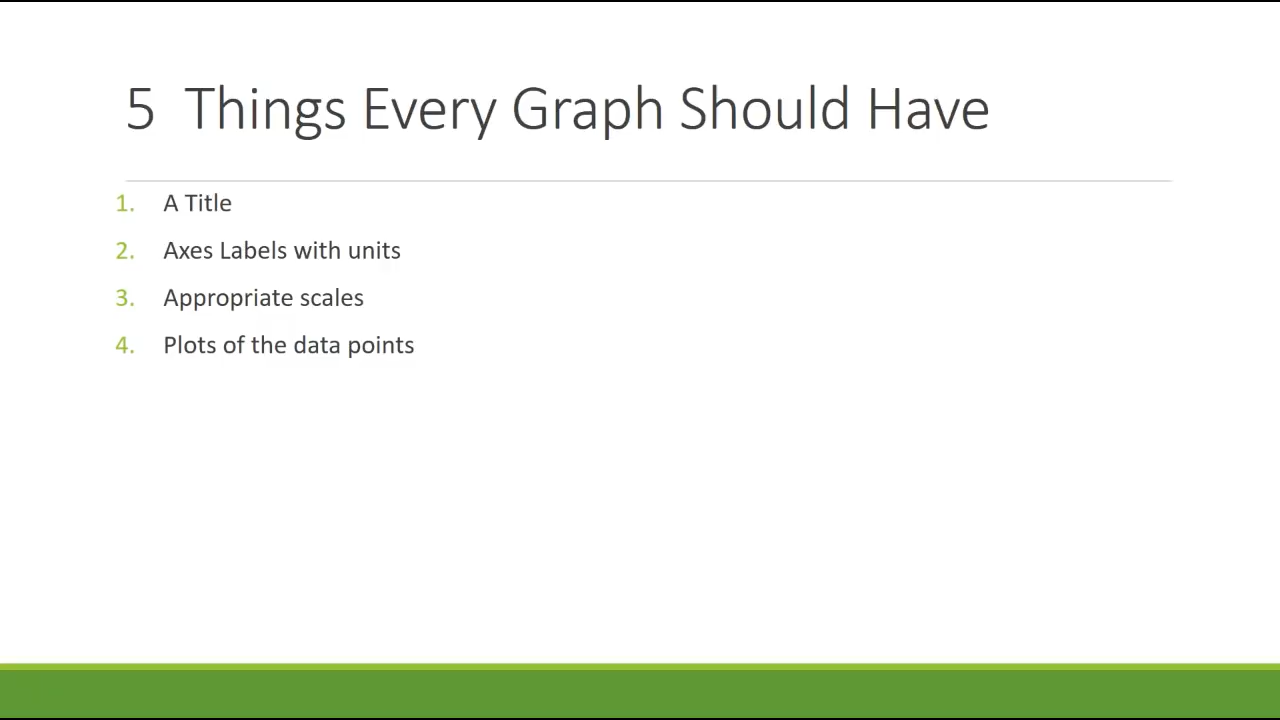 5 Things Every Graph Should Have
1. A Title
2. Axes Labels with units
3. Appropriate scales
4. Plots of the data points